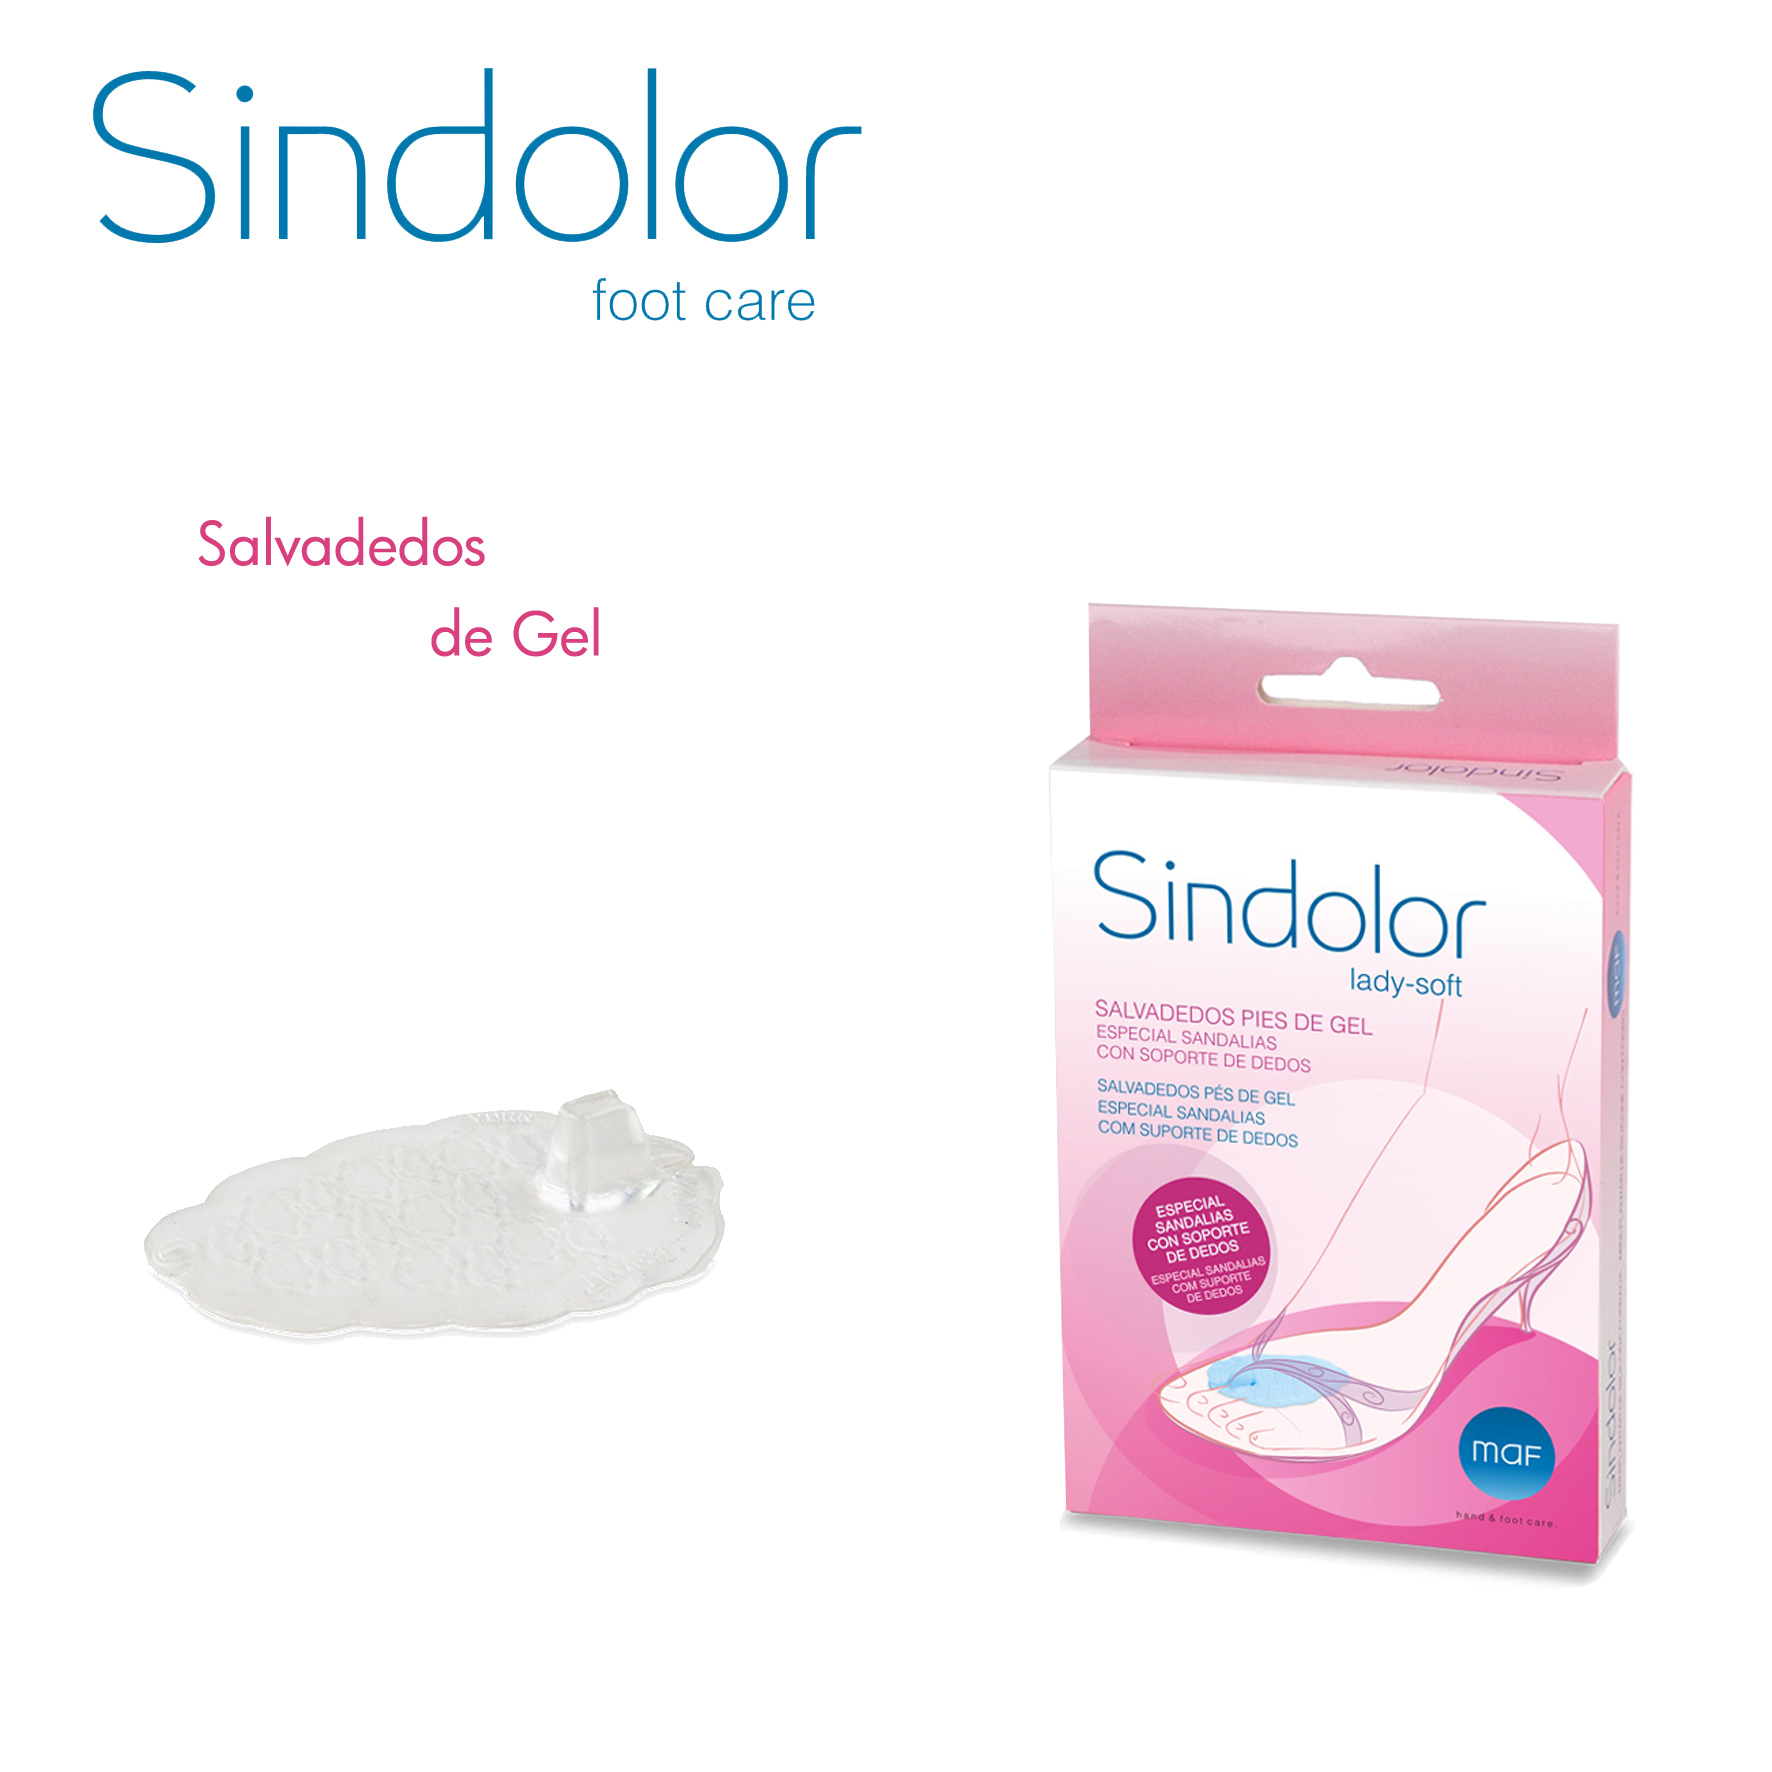 Sindolor
foot care
Salvadedos
de Gel
Sindolor
Sindolor
lady-soft
SALVADEDOS PIES DE GEL
ESPECIAL SANDALIAS
CON SOPORTE DE DEDOS
SALVADEDOS PÉS DE GEL
ESPECIAL SANDALIAS
COM SUPORTE DE DEDOS
ESPECIAL
SANDALIAS
CON SOPORTE
DE DEDOS
ESPECIAL SANDALIAS
COM SUPORTE
DE DEDOS
maF
hand & foot care.
maF
Sindolor